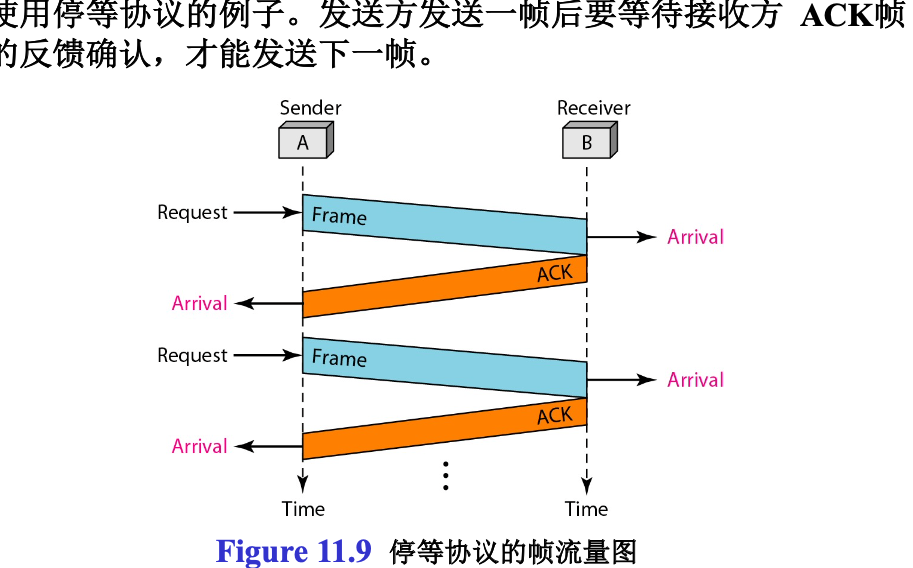 使用停等协议的例子。发送方发送一帧后要等待接收方 ACK帧
的反馈确认，才能发送下一帧。
Sender Receiver
A B
Request Frame
Arrival
ACK
Arrival
Request Frame
Arrival
ACK
Arrival
Time Time
Figure 11.9 停等协议的帧流量图